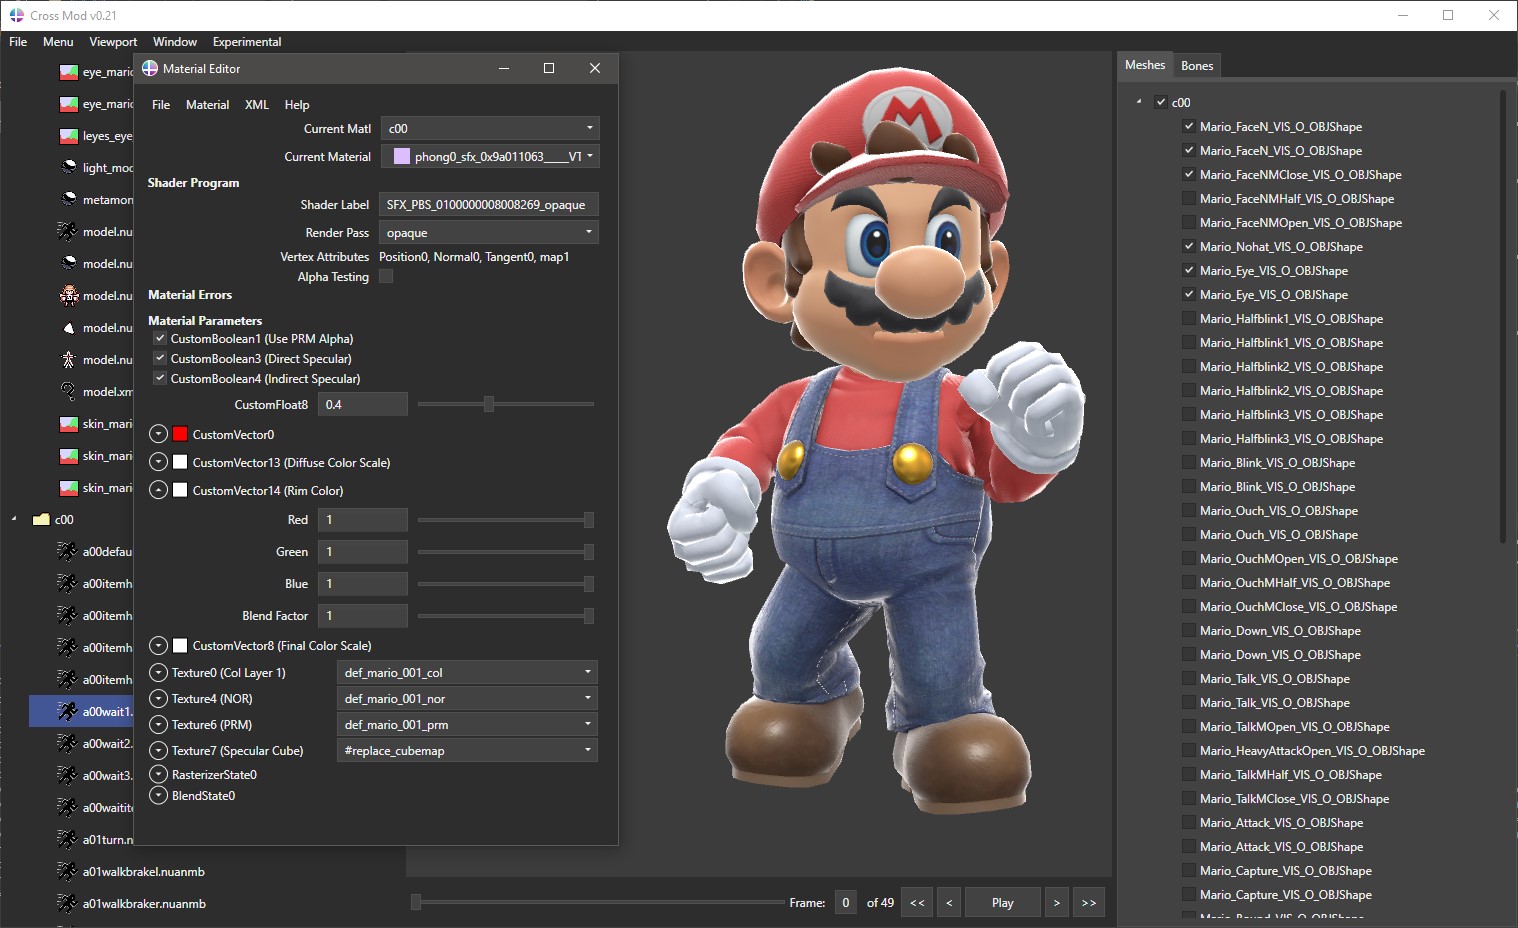 Cross Mod v0.21
File Menu Viewport Window Experimental
eye_mario
eye_mario
leyes_eye
light_mod
metamon
model.nu
model.nu
model.nu
model.nu
model.nu
model.xm
skin_mari
skin_mari
skin_mari
c00
a00defau
a00itemh
a00itemh
a00itemh
a00itemh
a00wait1.
a00wait2.
a00wait3.
a00waitite
a01turn.n
a01walkbrakel.nuanmb
a01walkbraker.nuanmb
Material Editor
File Material XML Help
Current Matl c00
Current Material phong0_sfx_0x9a011063____VT
Shader Program
Shader Label SFX_PBS_0100000008008269_opaque
Render Pass opaque
Vertex Attributes Position0, Normal0, Tangent0, map1
Alpha Testing
Material Errors
Material Parameters
CustomBoolean1 (Use PRM Alpha)
CustomBoolean3 (Direct Specular)
CustomBoolean4 (Indirect Specular)
CustomFloat8 0.4
CustomVector0
CustomVector13 (Diffuse Color Scale)
CustomVector14 (Rim Color)
Red 1
Green 1
Blue 1
Blend Factor 1
CustomVector8 (Final Color Scale)
Texture0 (Col Layer 1) def_mario_001_col
Texture4 (NOR) def_mario_001_nor
Texture6 (PRM) def_mario_001_prm
Texture7 (Specular Cube) #replace_cubemap
RasterizerState0
BlendState0
M
Frame: 0 of 49 << < Play > >>
Meshes Bones
c00
Mario_FaceN_VIS_O_OBJShape
Mario_FaceN_VIS_O_OBJShape
Mario_FaceNMClose_VIS_O_OBJShape
Mario_FaceNMHalf_VIS_O_OBJShape
Mario_FaceNMOpen_VIS_O_OBJShape
Mario_Nohat_VIS_O_OBJShape
Mario_Eye_VIS_O_OBJShape
Mario_Eye_VIS_O_OBJShape
Mario_Halfblink1_VIS_O_OBJShape
Mario_Halfblink1_VIS_O_OBJShape
Mario_Halfblink2_VIS_O_OBJShape
Mario_Halfblink2_VIS_O_OBJShape
Mario_Halfblink3_VIS_O_OBJShape
Mario_Halfblink3_VIS_O_OBJShape
Mario_Blink_VIS_O_OBJShape
Mario_Blink_VIS_O_OBJShape
Mario_Ouch_VIS_O_OBJShape
Mario_Ouch_VIS_O_OBJShape
Mario_OuchMOpen_VIS_O_OBJShape
Mario_OuchMHalf_VIS_O_OBJShape
Mario_OuchMClose_VIS_O_OBJShape
Mario_Down_VIS_O_OBJShape
Mario_Down_VIS_O_OBJShape
Mario_Talk_VIS_O_OBJShape
Mario_Talk_VIS_O_OBJShape
Mario_TalkMOpen_VIS_O_OBJShape
Mario_HeavyAttackOpen_VIS_O_OBJShape
Mario_TalkMHalf_VIS_O_OBJShape
Mario_TalkMClose_VIS_O_OBJShape
Mario_Attack_VIS_O_OBJShape
Mario_Attack_VIS_O_OBJShape
Mario_Capture_VIS_O_OBJShape
Mario_Capture_VIS_O_OBJShape